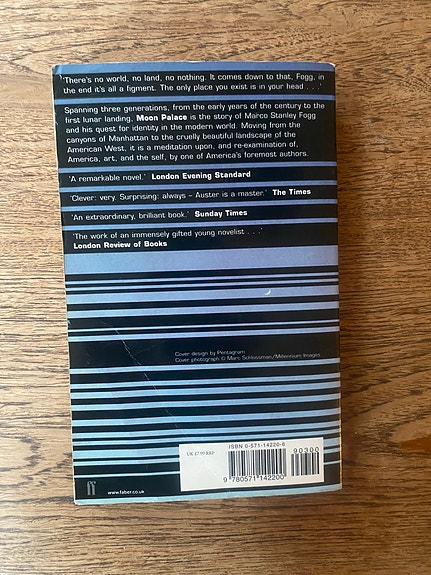 ‘There's no world, no land, no nothing. It comes down to that, Fogg, in
the end it's all a figment. The only place you exist is in your head . . .’
Spanning three generations, from the early years of the century to the
first lunar landing, Moon Palace is the story of Marco Stanley Fogg
and his quest for identity in the modern world. Moving from the
canyons of Manhattan to the cruelly beautiful landscape of the
American West, it is a meditation upon, and re-examination of,
America, art, and the self, by one of America's foremost authors.
‘A remarkable novel.’ London Evening Standard
‘Clever: very. Surprising: always – Auster is a master.’ The Times
‘An extraordinary, brilliant book.’ Sunday Times
‘The work of an immensely gifted young novelist . . .’
London Review of Books
Cover design by Pentagram
Cover photograph © Marc Schlossman/Millennium Images
ISBN 0-571-14220-6
UK £7.99 RRP
90300
9 780571 142200
ff
www.faber.co.uk